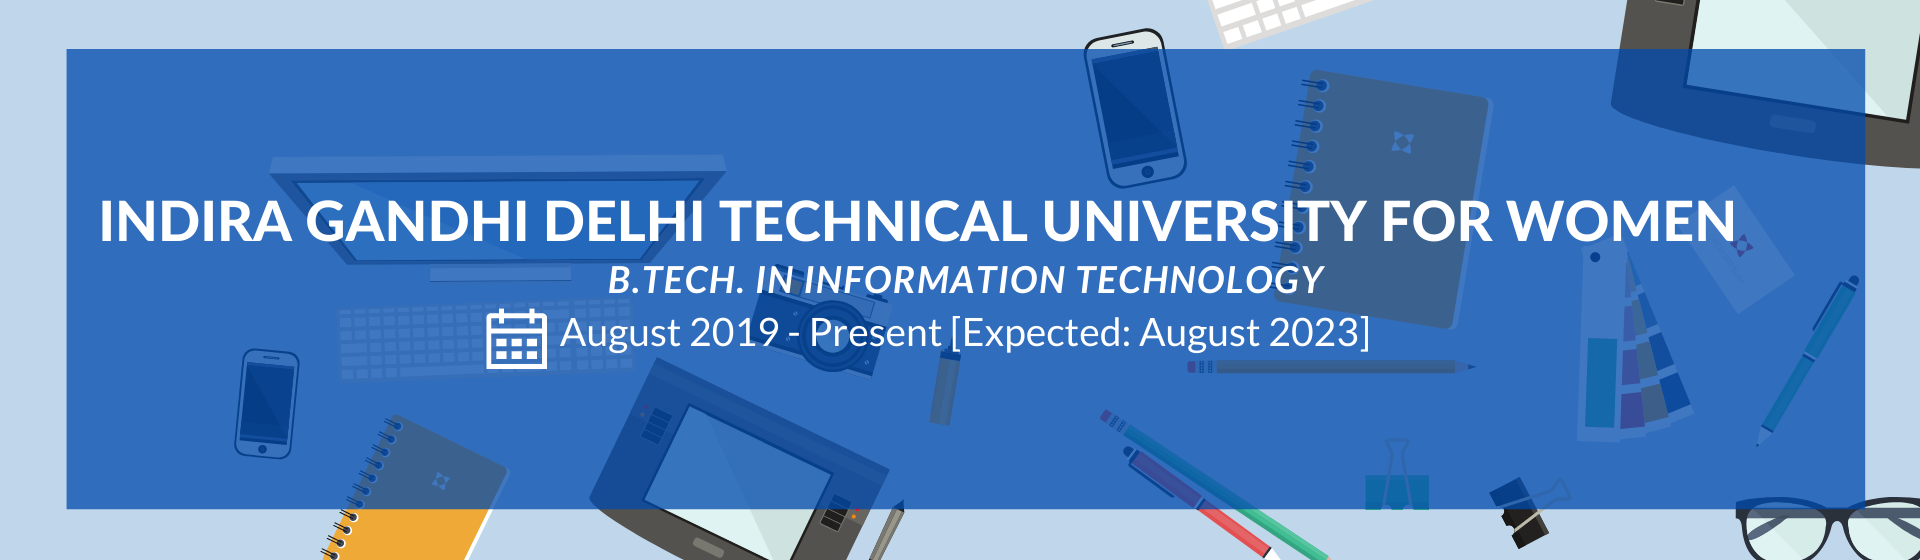 INDIRA GANDHI DELHI TECHNICAL UNIVERSITY FOR WOMEN
B.TECH. IN INFORMATION TECHNOLOGY
August 2019 - Present [Expected: August 2023]